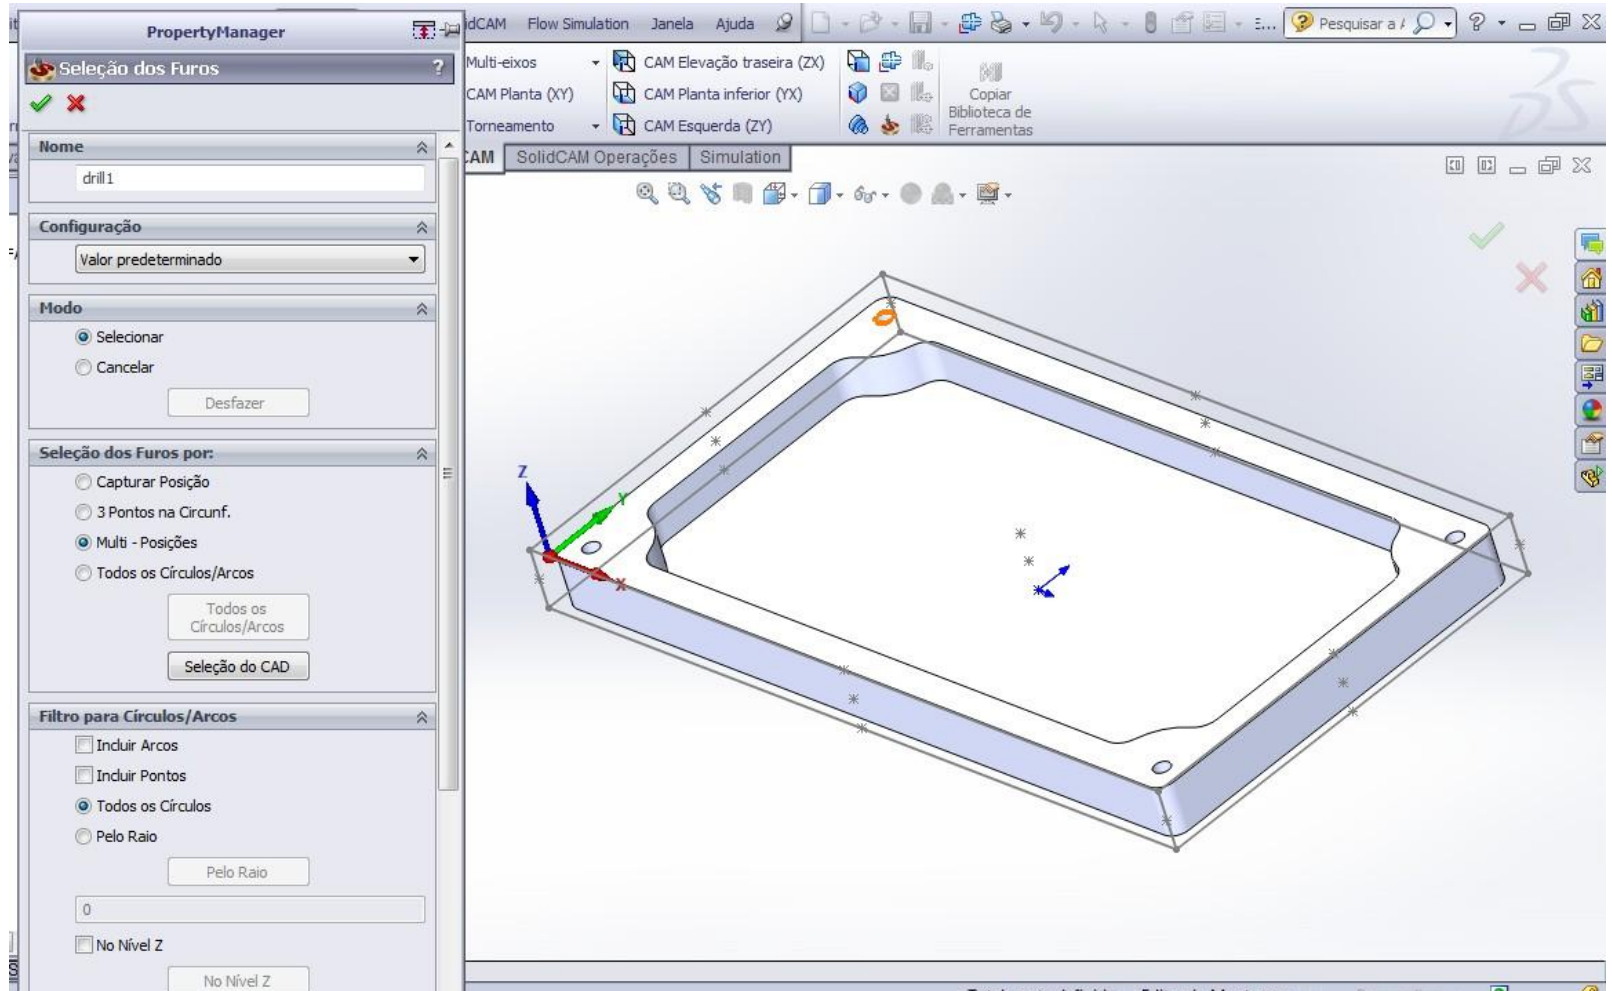 PropertyManager
Seleção dos Furos ?
Nome
drill1
Configuração
Valor predeterminado
Modo
Selecionar
Cancelar
Desfazer
Seleção dos Furos por:
Capturar Posição
3 Pontos na Circunf.
Multi - Posições
Todos os Círculos/Arcos
Todos os
Círculos/Arcos
Seleção do CAD
Filtro para Círculos/Arcos
Incluir Arcos
Incluir Pontos
Todos os Círculos
Pelo Raio
Pelo Raio
0
No Nível Z
No Nível Z
idCAM Flow Simulation Janela Ajuda E... Pesquisar a ?
Multi-eixos CAM Elevação traseira (ZX)
CAM Planta (XY) CAM Planta inferior (YX)
Torneamento CAM Esquerda (ZY)
Copiar
Biblioteca de
Ferramentas
CAM SolidCAM Operações Simulation
Z
Y
X